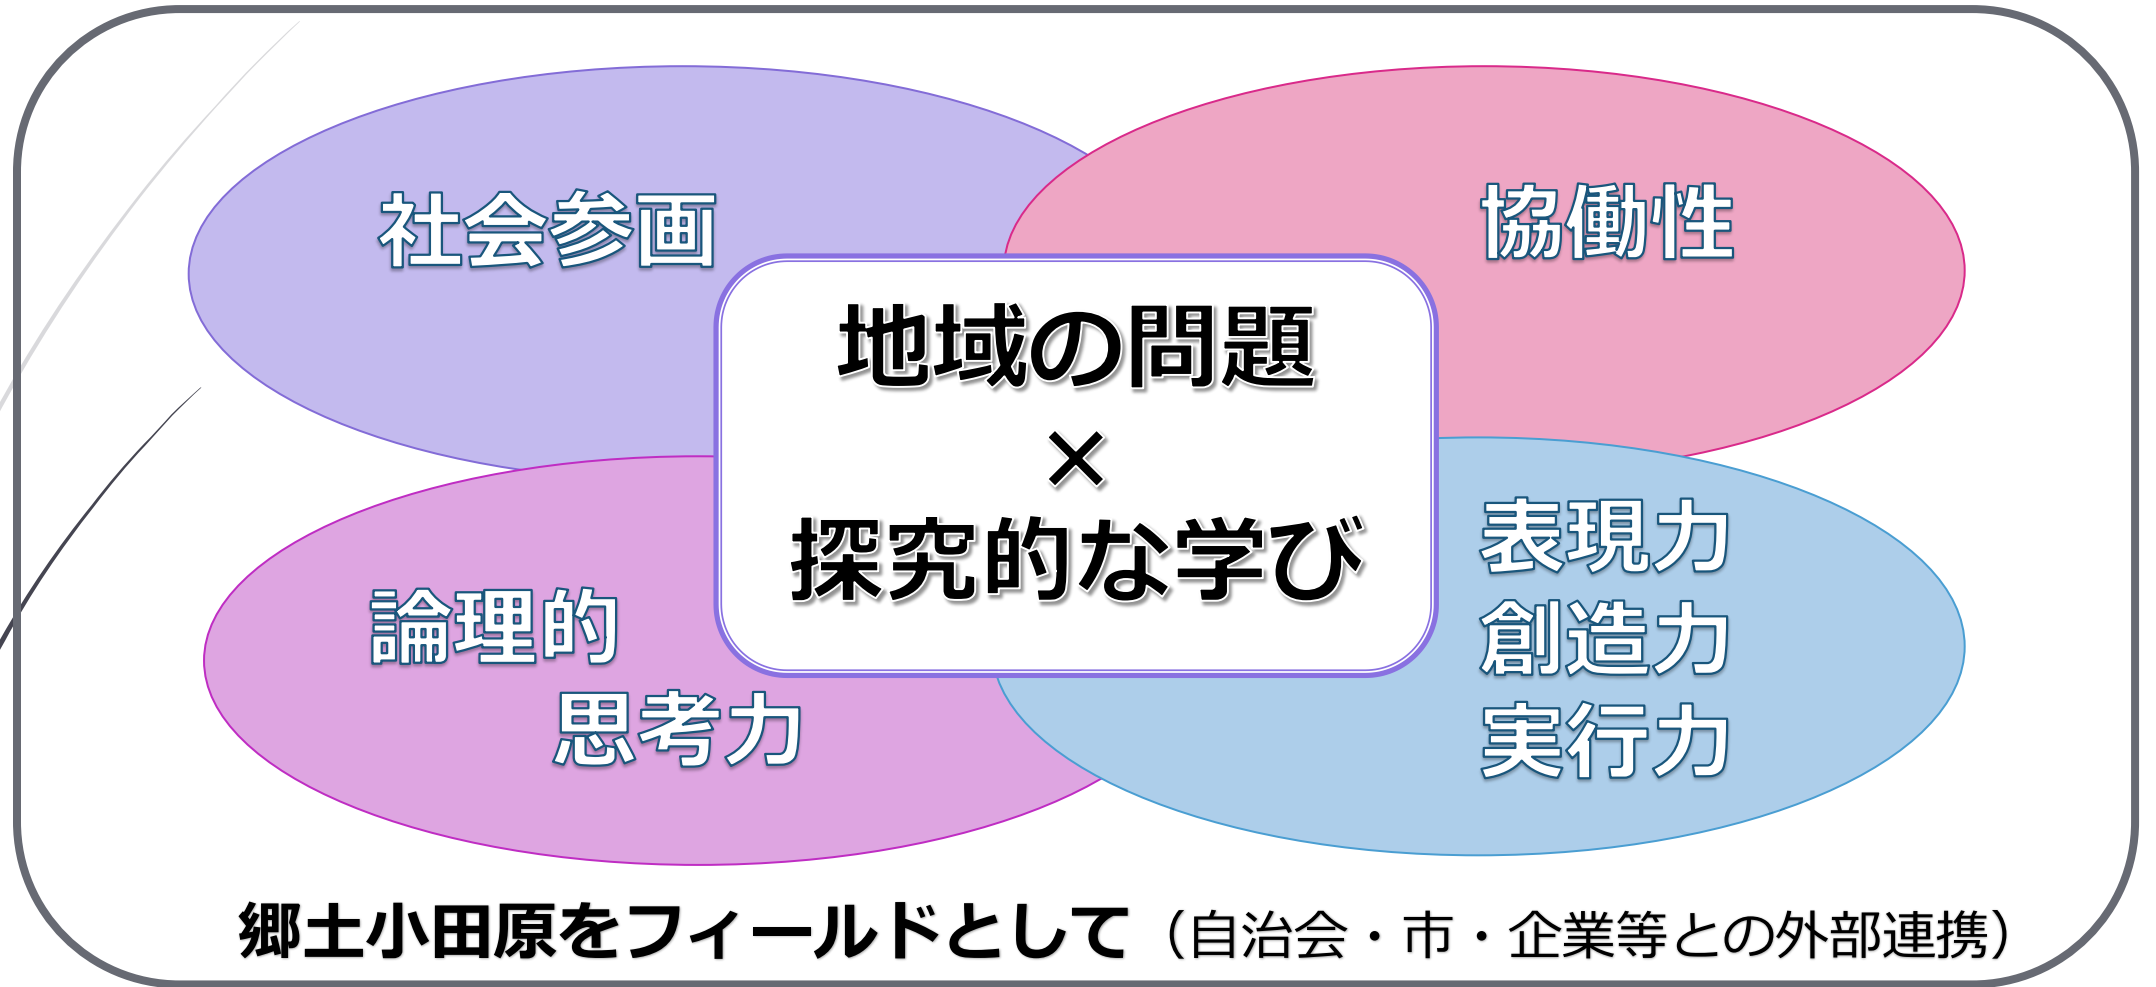 社会参画
協働性
地域の問題
×
探究的な学び
論理的
思考力
表現力
創造力
実行力
郷土小田原をフィールドとして（自治会・市・企業等との外部連携）